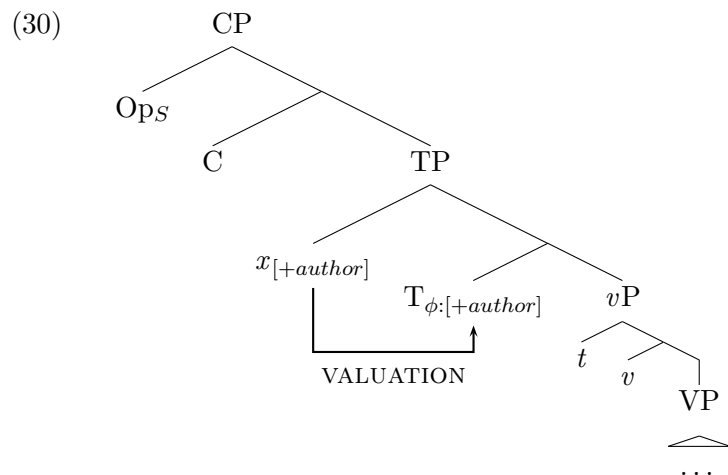 (30)
CP
Op_S
C
TP
x_[+author]
T_ϕ:[+author]
vP
VALUATION
t
v
VP
...